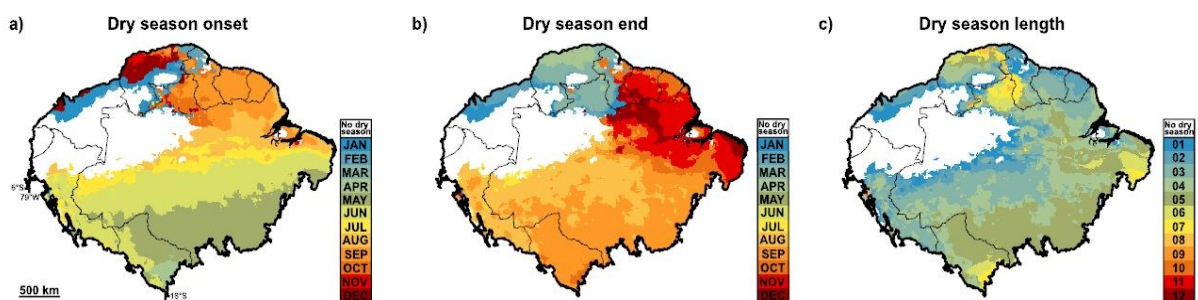 a) Dry season onset
b) Dry season end
c) Dry season length
No dry
season
JAN
FEB
MAR
APR
MAY
JUN
JUL
AUG
SEP
OCT
NOV
DEC
6°S
79°W
18°S
500 km
No dry
season
JAN
FEB
MAR
APR
MAY
JUN
JUL
AUG
SEP
OCT
NOV
DEC
No dry
season
01
02
03
04
05
06
07
08
09
10
11
12